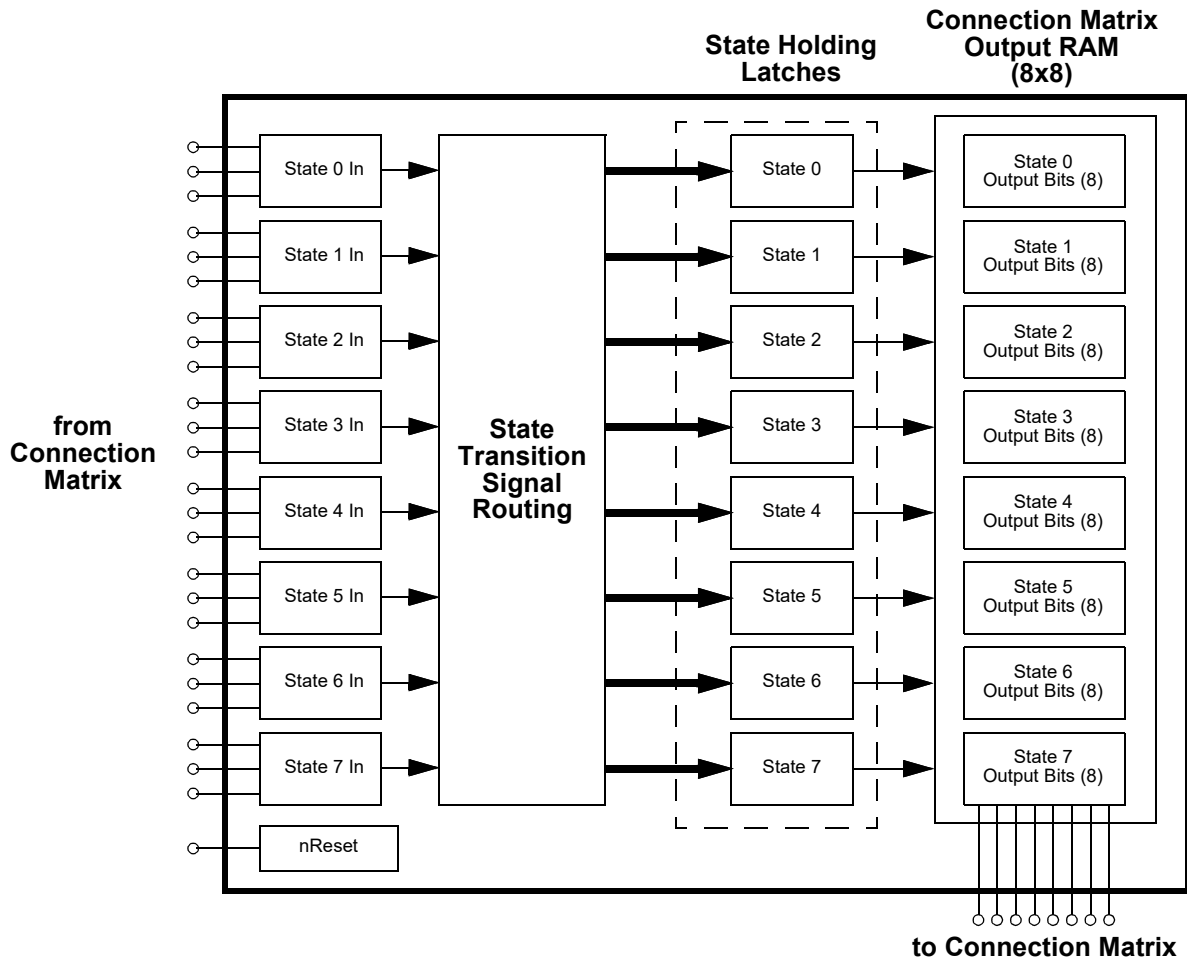 Connection Matrix
Output RAM
(8x8)
State Holding
Latches
from
Connection
Matrix
State 0 In
State 1 In
State 2 In
State 3 In
State 4 In
State 5 In
State 6 In
State 7 In
nReset
State
Transition
Signal
Routing
State 0
State 1
State 2
State 3
State 4
State 5
State 6
State 7
State 0
Output Bits (8)
State 1
Output Bits (8)
State 2
Output Bits (8)
State 3
Output Bits (8)
State 4
Output Bits (8)
State 5
Output Bits (8)
State 6
Output Bits (8)
State 7
Output Bits (8)
to Connection Matrix